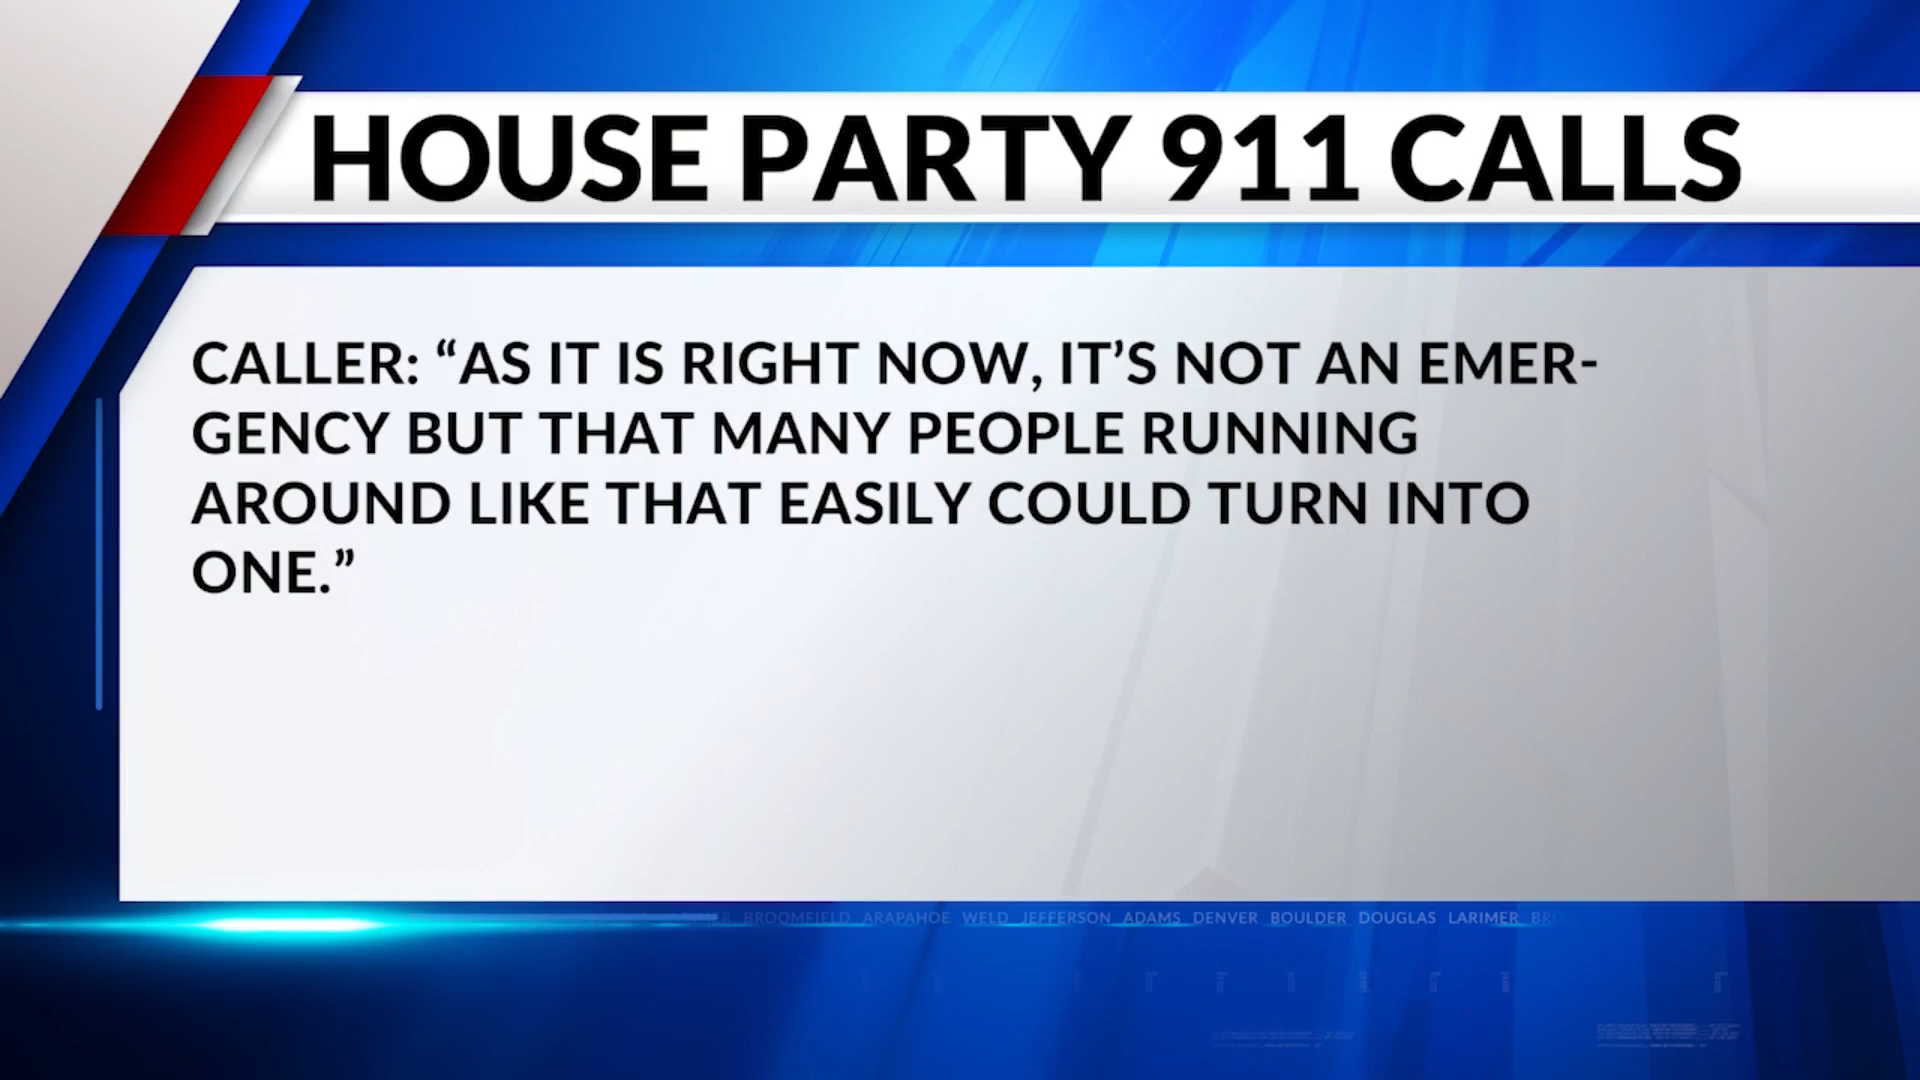 HOUSE PARTY 911 CALLS
CALLER: “AS IT IS RIGHT NOW, IT’S NOT AN EMER-
GENCY BUT THAT MANY PEOPLE RUNNING
AROUND LIKE THAT EASILY COULD TURN INTO
ONE.”
BROOMFIELD ARAPAHOE WELD JEFFERSON ADAMS DENVER BOULDER DOUGLAS LARIMER